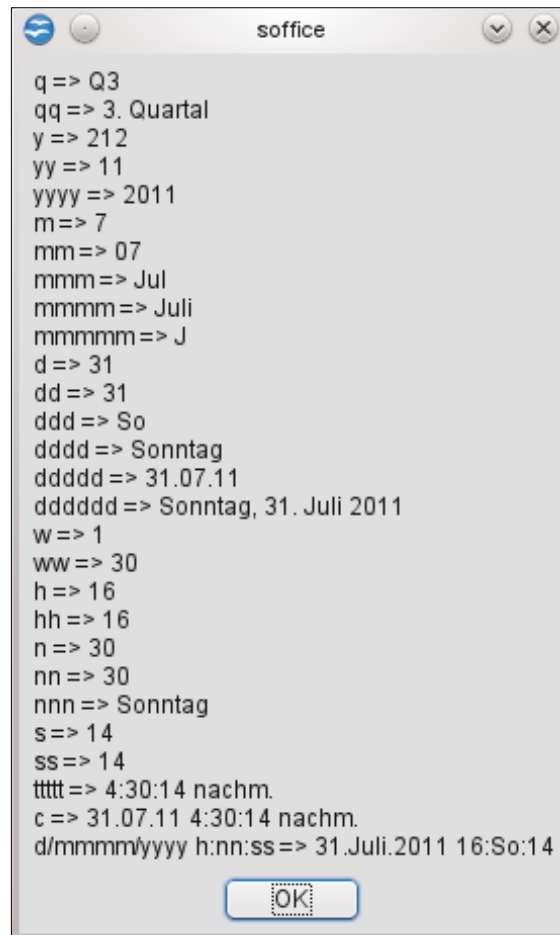 soffice
q => Q3
qq => 3. Quartal
y => 212
yy => 11
yyyy => 2011
m => 7
mm => 07
mmm => Jul
mmmm => Juli
mmmmm => J
d => 31
dd => 31
ddd => So
dddd => Sonntag
ddddd => 31.07.11
dddddd => Sonntag, 31. Juli 2011
w => 1
ww => 30
h => 16
hh => 16
n => 30
nn => 30
nnn => Sonntag
s => 14
ss => 14
ttttt => 4:30:14 nachm.
c => 31.07.11 4:30:14 nachm.
d/mmmm/yyyy h:nn:ss => 31.Juli.2011 16:So:14
OK